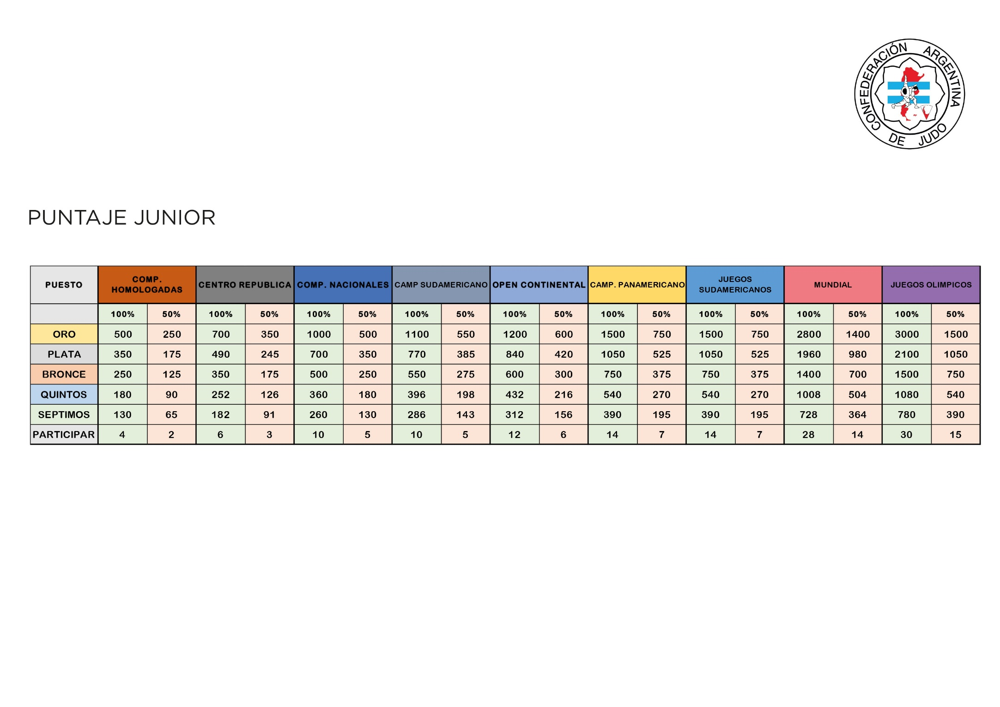 CONFEDERACIÓN ARGENTINA
DE JUDO
PUNTAJE JUNIOR
PUESTO COMP. HOMOLOGADAS CENTRO REPUBLICA COMP. NACIONALES CAMP SUDAMERICANO OPEN CONTINENTAL CAMP. PANAMERICANO JUEGOS SUDAMERICANOS MUNDIAL JUEGOS OLIMPICOS
100% 50% 100% 50% 100% 50% 100% 50% 100% 50% 100% 50% 100% 50% 100% 50% 100% 50%
ORO 500 250 700 350 1000 500 1100 550 1200 600 1500 750 1500 750 2800 1400 3000 1500
PLATA 350 175 490 245 700 350 770 385 840 420 1050 525 1050 525 1960 980 2100 1050
BRONCE 250 125 350 175 500 250 550 275 600 300 750 375 750 375 1400 700 1500 750
QUINTOS 180 90 252 126 360 180 396 198 432 216 540 270 540 270 1008 504 1080 540
SEPTIMOS 130 65 182 91 260 130 286 143 312 156 390 195 390 195 728 364 780 390
PARTICIPAR 4 2 6 3 10 5 10 5 12 6 14 7 14 7 28 14 30 15